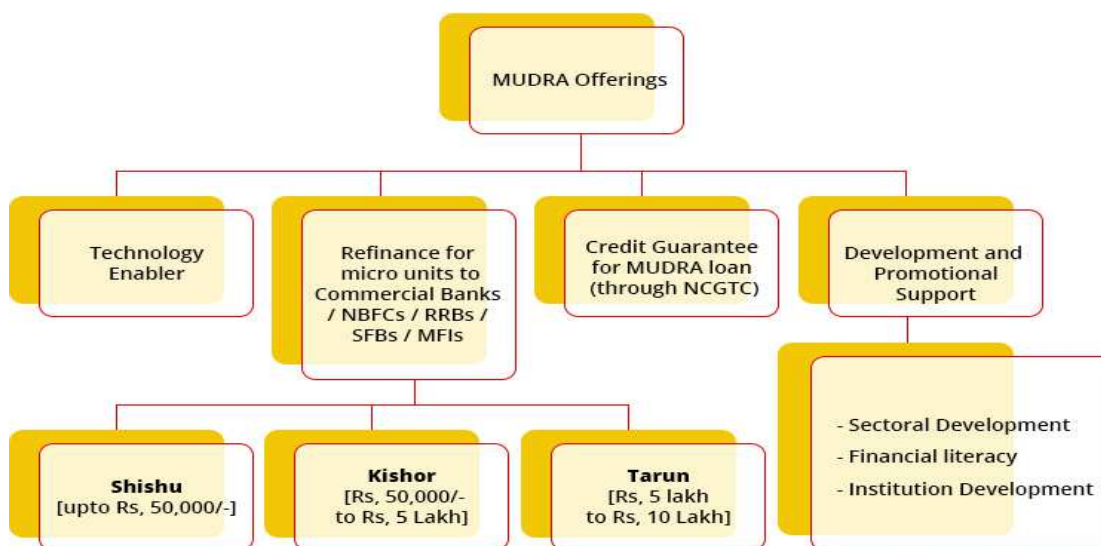 MUDRA Offerings
Technology
Enabler
Refinance for
micro units to
Commercial Banks
/ NBFCs / RRBs /
SFBs / MFIs
Credit Guarantee
for MUDRA loan
(through NCGTC)
Development and
Promotional
Support
Shishu
[upto Rs, 50,000/-]
Kishor
[Rs, 50,000/-
to Rs, 5 Lakh]
Tarun
[Rs, 5 lakh
to Rs, 10 Lakh]
- Sectoral Development
- Financial literacy
- Institution Development